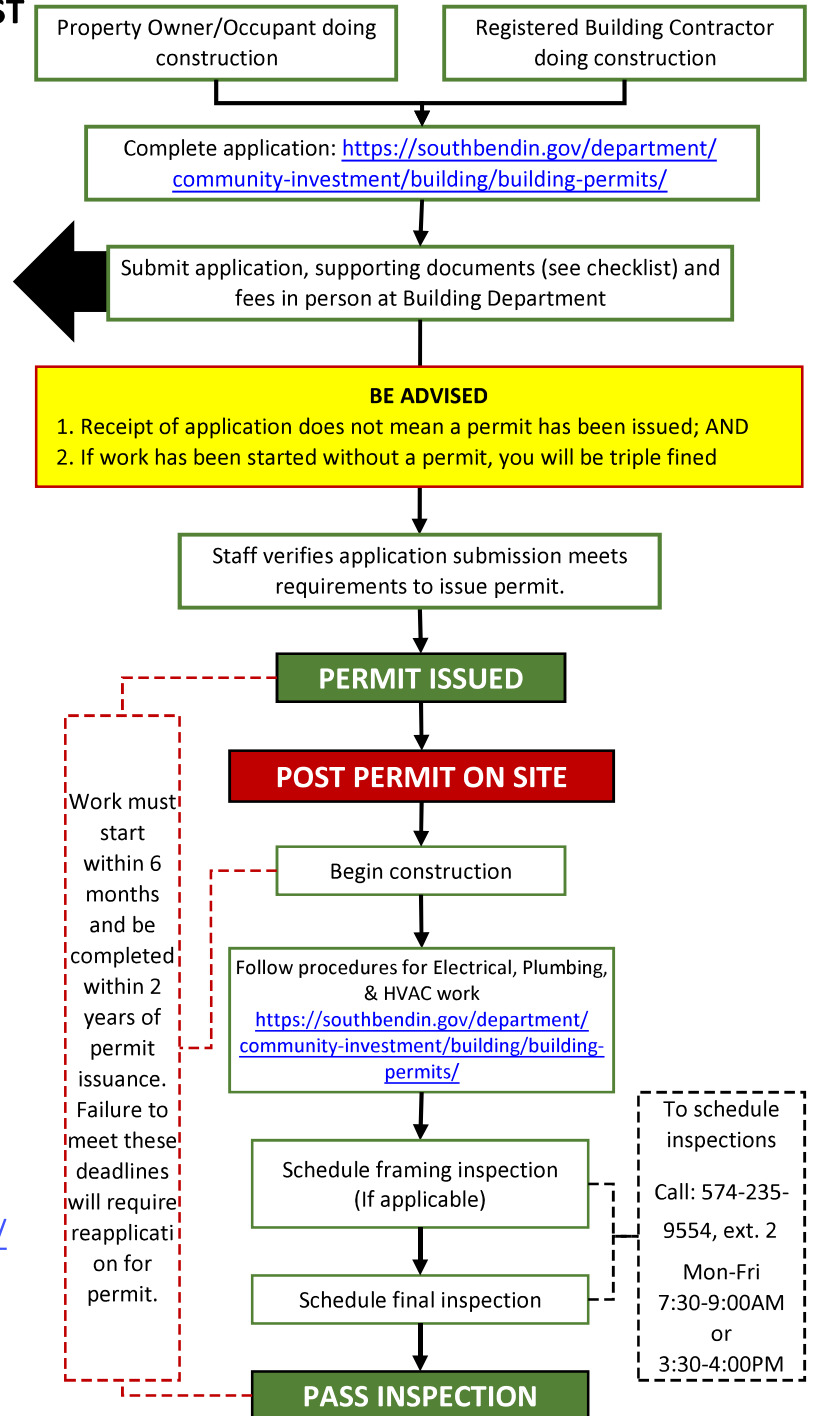 ST
Property Owner/Occupant doing
construction
Registered Building Contractor
doing construction
Complete application: https://southbendin.gov/department/
community-investment/building/building-permits/
Submit application, supporting documents (see checklist) and
fees in person at Building Department
BE ADVISED
1. Receipt of application does not mean a permit has been issued; AND
2. If work has been started without a permit, you will be triple fined
Staff verifies application submission meets
requirements to issue permit.
PERMIT ISSUED
POST PERMIT ON SITE
Work must
start
within 6
months
and be
completed
within 2
years of
permit
issuance.
Failure to
meet these
deadlines
will require
reapplicati
on for
permit.
Begin construction
Follow procedures for Electrical, Plumbing,
& HVAC work
https://southbendin.gov/department/
community-investment/building/building-
permits/
Schedule framing inspection
(If applicable)
To schedule
inspections
Call: 574-235-
9554, ext. 2
Mon-Fri
7:30-9:00AM
or
3:30-4:00PM
/
Schedule final inspection
PASS INSPECTION